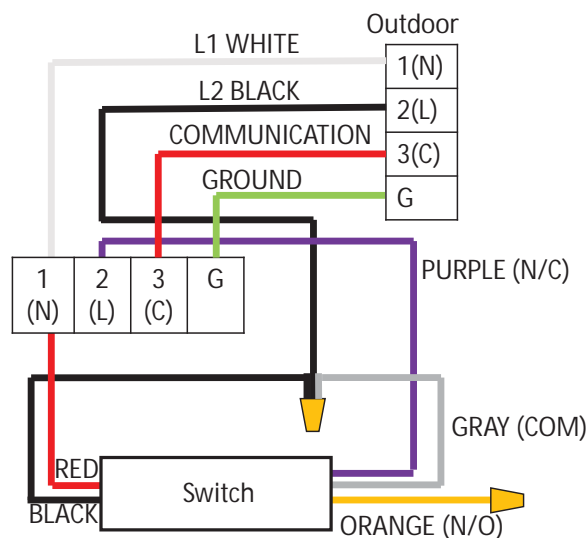 Outdoor
L1 WHITE
1(N)
L2 BLACK
2(L)
COMMUNICATION
3(C)
GROUND
G
PURPLE (N/C)
1 2 3 G
(N) (L) (C)
GRAY (COM)
RED
Switch
BLACK
ORANGE (N/O)